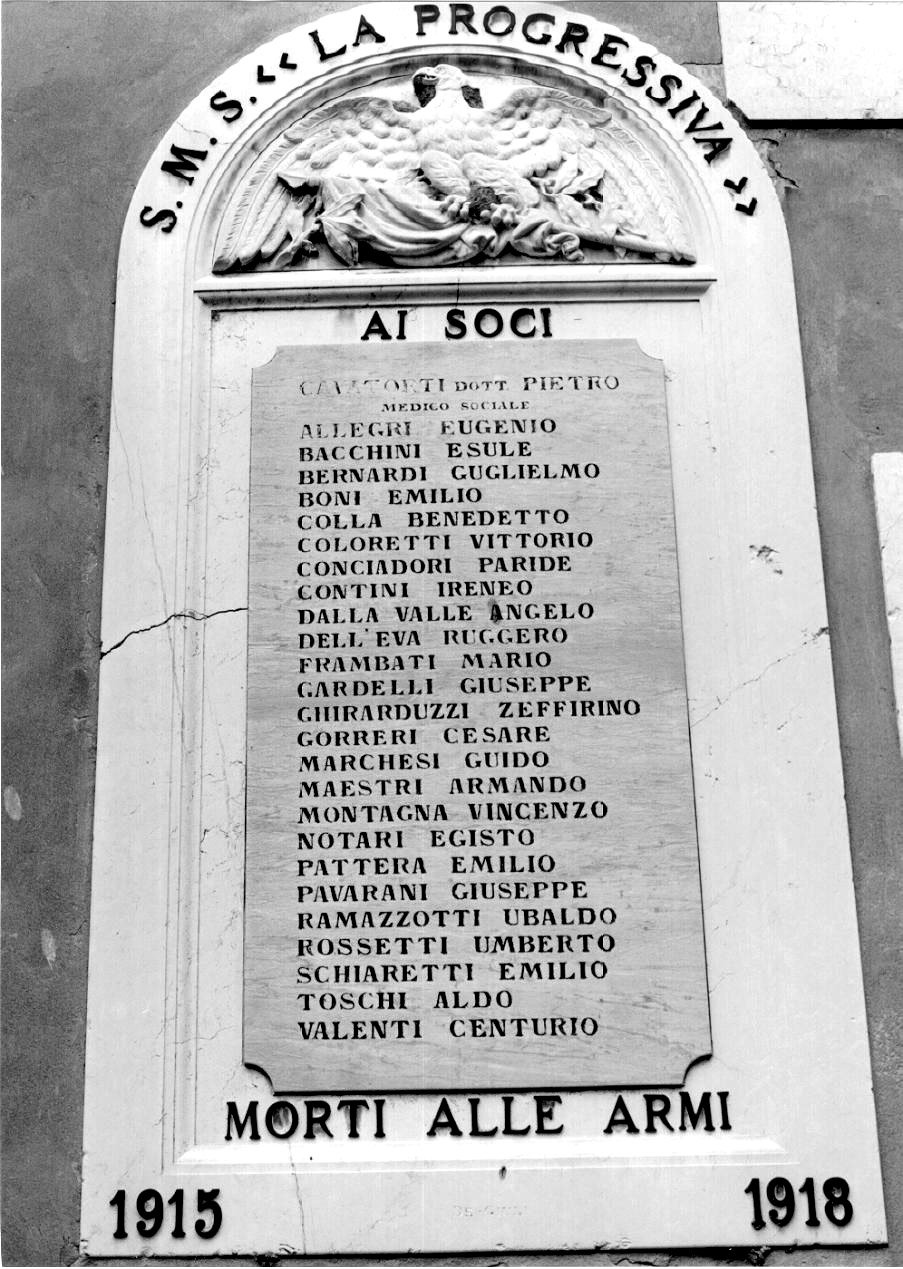 S. M. S. «LA PROGRESSIVA»
AI SOCI
CAVATORTI DOTT. PIETRO
MEDICO SOCIALE
ALLEGRI EUGENIO
BACCHINI ESULE
BERNARDI GUGLIELMO
BONI EMILIO
COLLA BENEDETTO
COLORETTI VITTORIO
CONCIADORI PARIDE
CONTINI IRENEO
DALLA VALLE ANGELO
DELL'EVA RUGGERO
FRAMBATI MARIO
GARDELLI GIUSEPPE
GHIRARDUZZI ZEFFIRINO
GORRERI CESARE
MARCHESI GUIDO
MAESTRI ARMANDO
MONTAGNA VINCENZO
NOTARI EGISTO
PATTERA EMILIO
PAVARANI GIUSEPPE
RAMAZZOTTI UBALDO
ROSSETTI UMBERTO
SCHIARETTI EMILIO
TOSCHI ALDO
VALENTI CENTURIO
MORTI ALLE ARMI
1915 1918